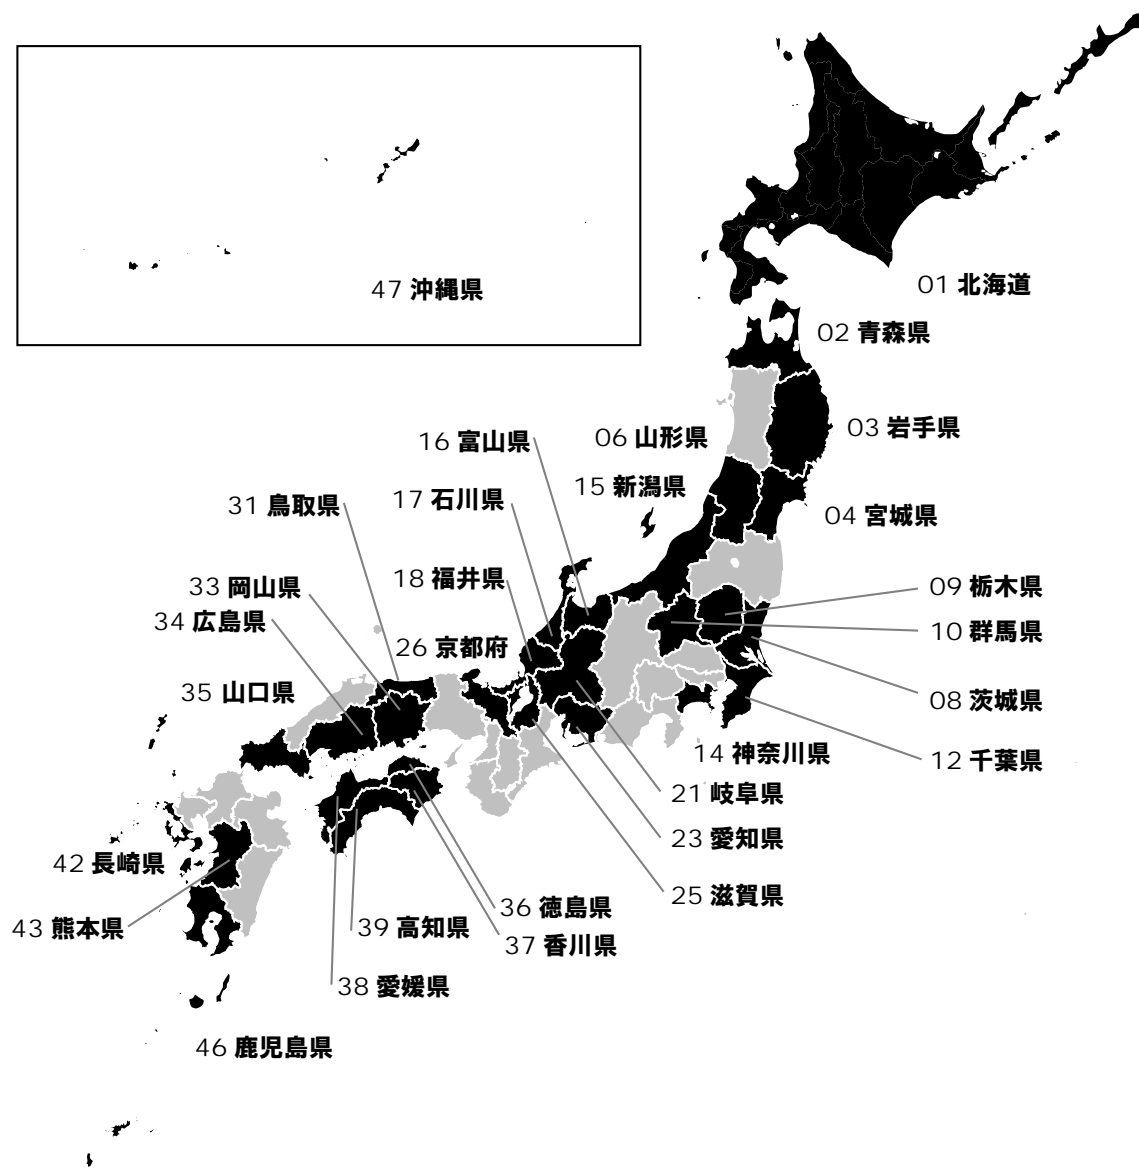 01 北海道
47 沖縄県
02 青森県
03 岩手県
16 富山県
06 山形県
15 新潟県
17 石川県
31 鳥取県
04 宮城県
18 福井県
33 岡山県
09 栃木県
34 広島県
10 群馬県
26 京都府
35 山口県
08 茨城県
14 神奈川県
12 千葉県
21 岐阜県
23 愛知県
42 長崎県
25 滋賀県
36 徳島県
43 熊本県
39 高知県
37 香川県
38 愛媛県
46 鹿児島県